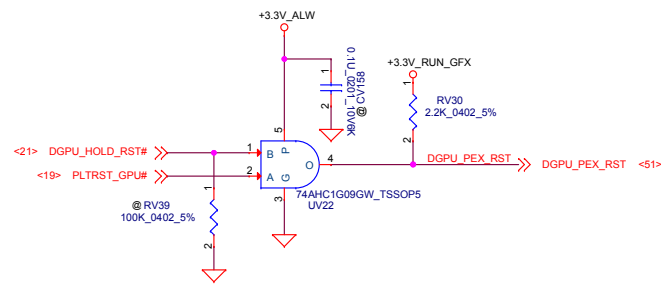 +3.3V_ALW
0.1U_0201_10V6K
@ CV158
1
2
+3.3V_RUN_GFX
1
RV30
2.2K_0402_5%
2
5
P
<21> DGPU_HOLD_RST#
1
B
O
4
DGPU_PEX_RST
DGPU_PEX_RST <51>
<19> PLTRST_GPU#
2
A
G
3
74AHC1G09GW_TSSOP5
UV22
1
@ RV39
100K_0402_5%
2